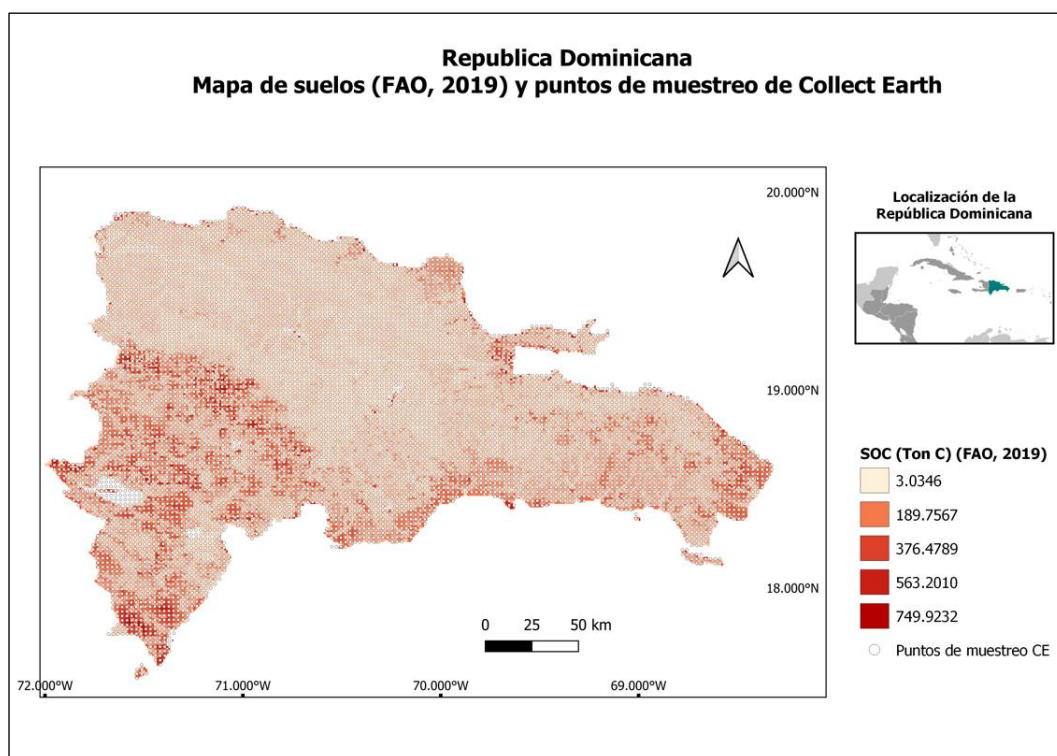 Republica Dominicana
Mapa de suelos (FAO, 2019) y puntos de muestreo de Collect Earth
20.000°N
19.000°N
18.000°N
72.000°W
71.000°W
70.000°W
69.000°W
0 25 50 km
Localización de la
República Dominicana
SOC (Ton C) (FAO, 2019)
3.0346
189.7567
376.4789
563.2010
749.9232
Puntos de muestreo CE